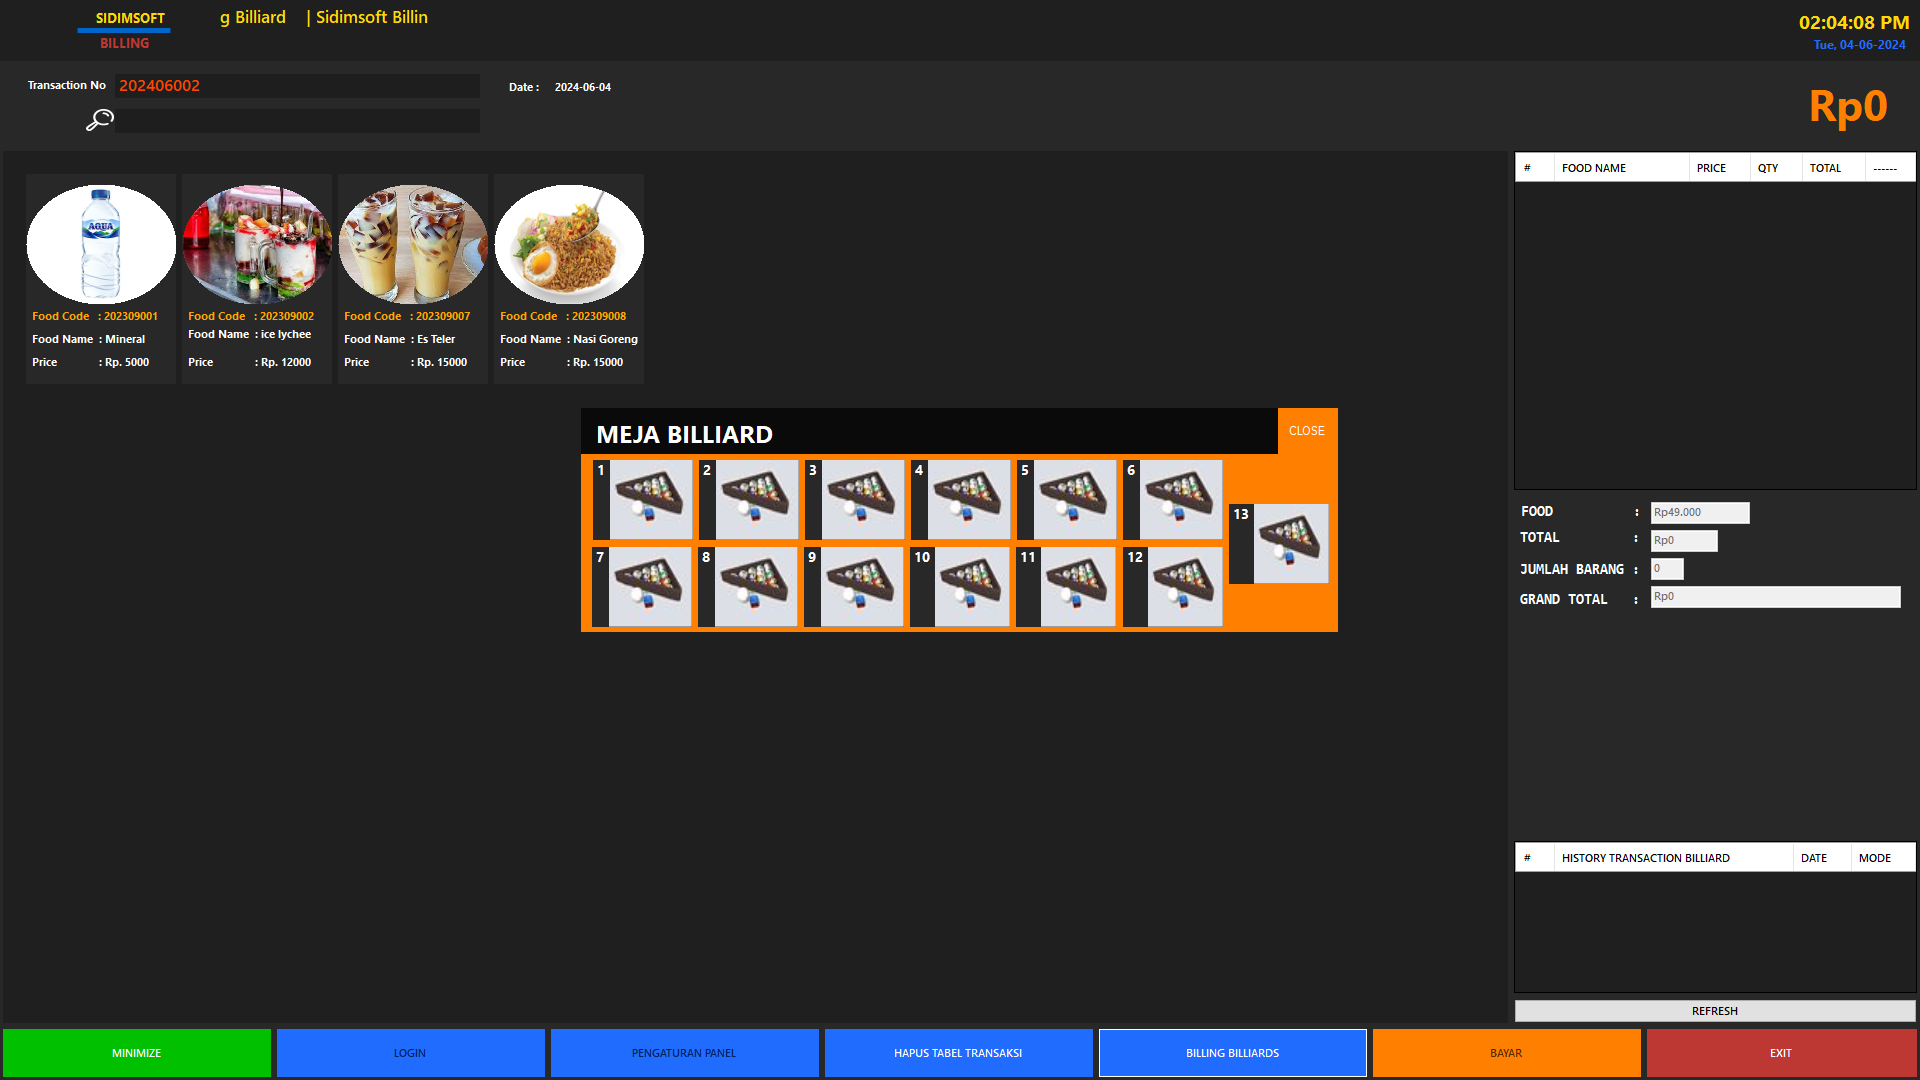 SIDIMSOFT
BILLING
g Billiard | Sidimsoft Billin
02:04:08 PM
Tue, 04-06-2024
Transaction No 202406002
Date : 2024-06-04
Rp0
AQUA
Food Code : 202309001
Food Name : Mineral
Price : Rp. 5000
Food Code : 202309002
Food Name : ice lychee
Price : Rp. 12000
Food Code : 202309007
Food Name : Es Teler
Price : Rp. 15000
Food Code : 202309008
Food Name : Nasi Goreng
Price : Rp. 15000
MEJA BILLIARD
CLOSE
1 2 3 4 5 6
13
7 8 9 10 11 12
# FOOD NAME PRICE QTY TOTAL ------
FOOD : Rp49.000
TOTAL : Rp0
JUMLAH BARANG : 0
GRAND TOTAL : Rp0
# HISTORY TRANSACTION BILLIARD DATE MODE
REFRESH
MINIMIZE LOGIN PENGATURAN PANEL HAPUS TABEL TRANSAKSI BILLING BILLIARDS BAYAR EXIT